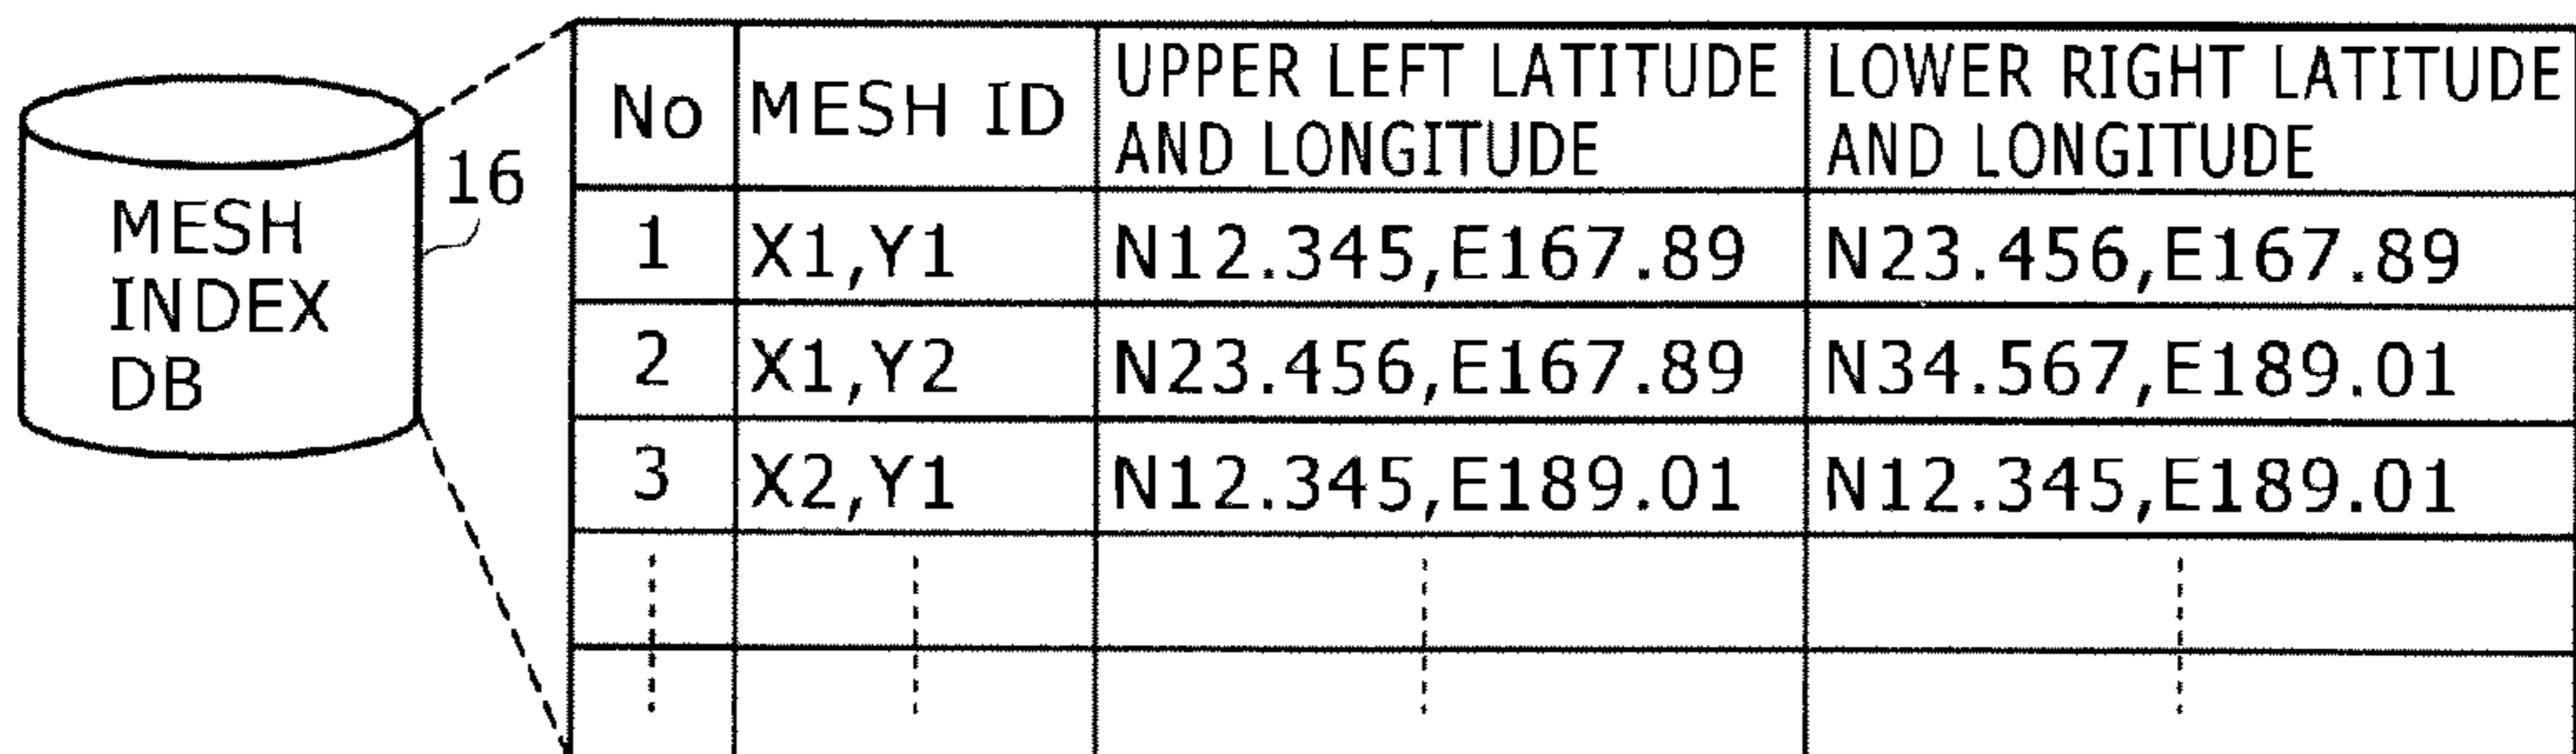 MESH
INDEX
DB
16
No
MESH ID
UPPER LEFT LATITUDE
AND LONGITUDE
LOWER RIGHT LATITUDE
AND LONGITUDE
1 X1,Y1 N12.345,E167.89 N23.456,E167.89
2 X1,Y2 N23.456,E167.89 N34.567,E189.01
3 X2,Y1 N12.345,E189.01 N12.345,E189.01